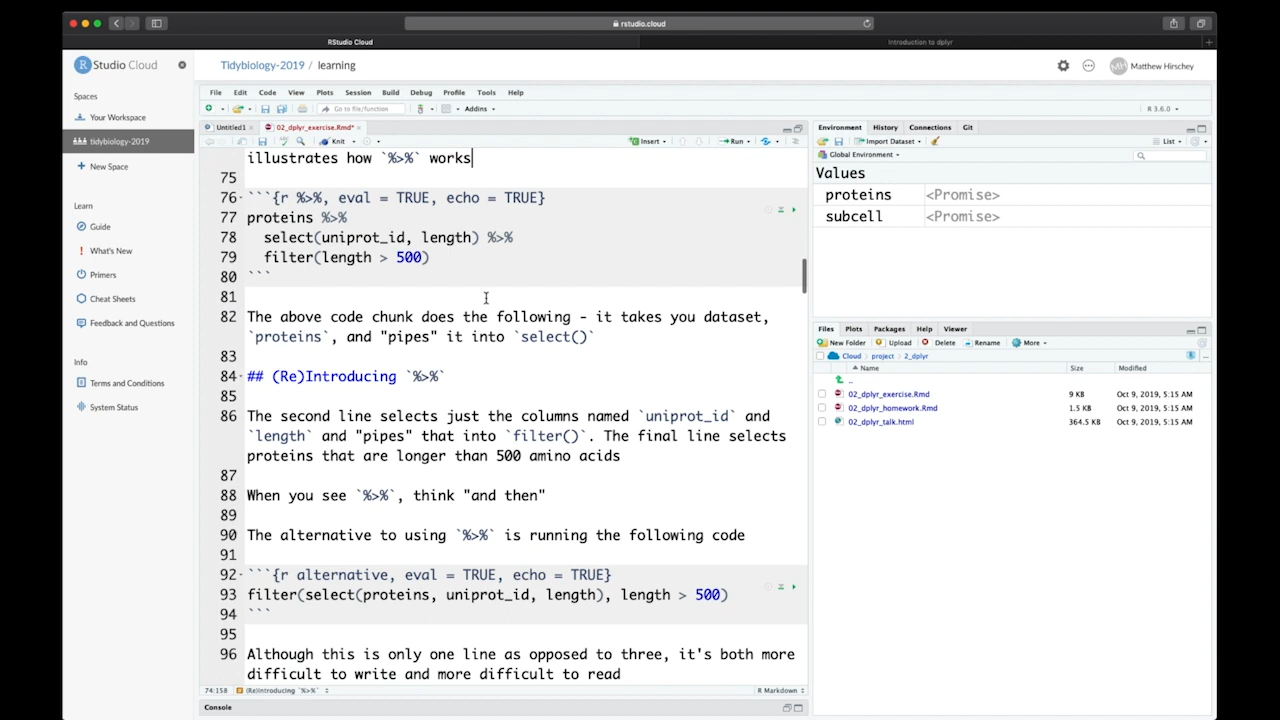 rstudio.cloud
RStudio Cloud
Introduction to dplyr
R Studio Cloud
Tidybiology-2019 / learning
MH Matthew Hirschey
Spaces
Your Workspace
tidybiology-2019
New Space
Learn
Guide
What's New
Primers
Cheat Sheets
Feedback and Questions
Info
Terms and Conditions
System Status
File Edit Code View Plots Session Build Debug Profile Tools Help
Go to file/function Addins R 3.6.0
Untitled1 02_dplyr_exercise.Rmd*
Knit Insert Run
illustrates how `%>%` works
75
76 ```{r %>%, eval = TRUE, echo = TRUE}
77 proteins %>%
78 select(uniprot_id, length) %>%
79 filter(length > 500)
80 ```
81
82 The above code chunk does the following - it takes you dataset,
`proteins`, and "pipes" it into `select()`
83
84 ## (Re)Introducing `%>%`
85
86 The second line selects just the columns named `uniprot_id` and
`length` and "pipes" that into `filter()`. The final line selects
proteins that are longer than 500 amino acids
87
88 When you see `%>%`, think "and then"
89
90 The alternative to using `%>%` is running the following code
91
92 ```{r alternative, eval = TRUE, echo = TRUE}
93 filter(select(proteins, uniprot_id, length), length > 500)
94 ```
95
96 Although this is only one line as opposed to three, it's both more
difficult to write and more difficult to read
74:158 (Re)Introducing `%>%` R Markdown
Console
Environment History Connections Git
Import Dataset List
Global Environment
Values
proteins <Promise>
subcell <Promise>
Files Plots Packages Help Viewer
New Folder Upload Delete Rename More
Cloud project 2_dplyr
Name Size Modified
..
02_dplyr_exercise.Rmd 9 KB Oct 9, 2019, 5:15 AM
02_dplyr_homework.Rmd 1.5 KB Oct 9, 2019, 5:15 AM
02_dplyr_talk.html 364.5 KB Oct 9, 2019, 5:15 AM